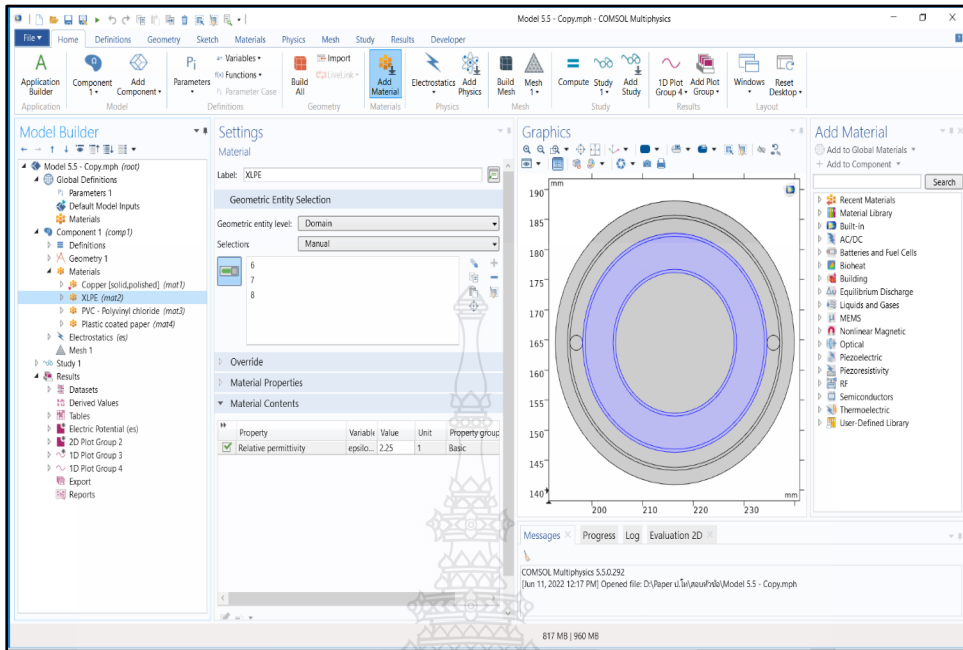 Model 5.5 - Copy.mph - COMSOL Multiphysics
File Home Definitions Geometry Sketch Materials Physics Mesh Study Results Developer
Application Builder
Component 1
Add Component
Parameters
Variables
Functions
Parameter Case
Build All
Import
LiveLink
Add Material
Electrostatics
Add Physics
Build Mesh
Mesh 1
Compute
Study 1
Add Study
1D Plot Group 4
Add Plot Group
Windows
Reset Desktop
Application Model Definitions Geometry Materials Physics Mesh Study Results Layout
Model Builder
Model 5.5 - Copy.mph (root)
Global Definitions
Parameters 1
Default Model Inputs
Materials
Component 1 (comp1)
Definitions
Geometry 1
Materials
Copper [solid,polished] (mat1)
XLPE (mat2)
PVC - Polyvinyl chloride (mat3)
Plastic coated paper (mat4)
Electrostatics (es)
Mesh 1
Study 1
Results
Datasets
Derived Values
Tables
Electric Potential (es)
2D Plot Group 2
1D Plot Group 3
1D Plot Group 4
Export
Reports
Settings
Material
Label: XLPE
Geometric Entity Selection
Geometric entity level: Domain
Selection: Manual
6
7
8
Override
Material Properties
Material Contents
Property Variable Value Unit Property group
Relative permittivity epsilo... 2.25 1 Basic
Graphics
mm
190
185
180
175
170
165
160
155
150
145
140
200 210 220 230
mm
Messages Progress Log Evaluation 2D
COMSOL Multiphysics 5.5.0.292
[Jun 11, 2022 12:17 PM] Opened file: D:\Paper ป.โท\สอบหัวข้อ\Model 5.5 - Copy.mph
Add Material
Add to Global Materials
Add to Component
Search
Recent Materials
Material Library
Built-in
AC/DC
Batteries and Fuel Cells
Bioheat
Building
Equilibrium Discharge
Liquids and Gases
MEMS
Nonlinear Magnetic
Optical
Piezoelectric
Piezoresistivity
RF
Semiconductors
Thermoelectric
User-Defined Library
817 MB | 960 MB